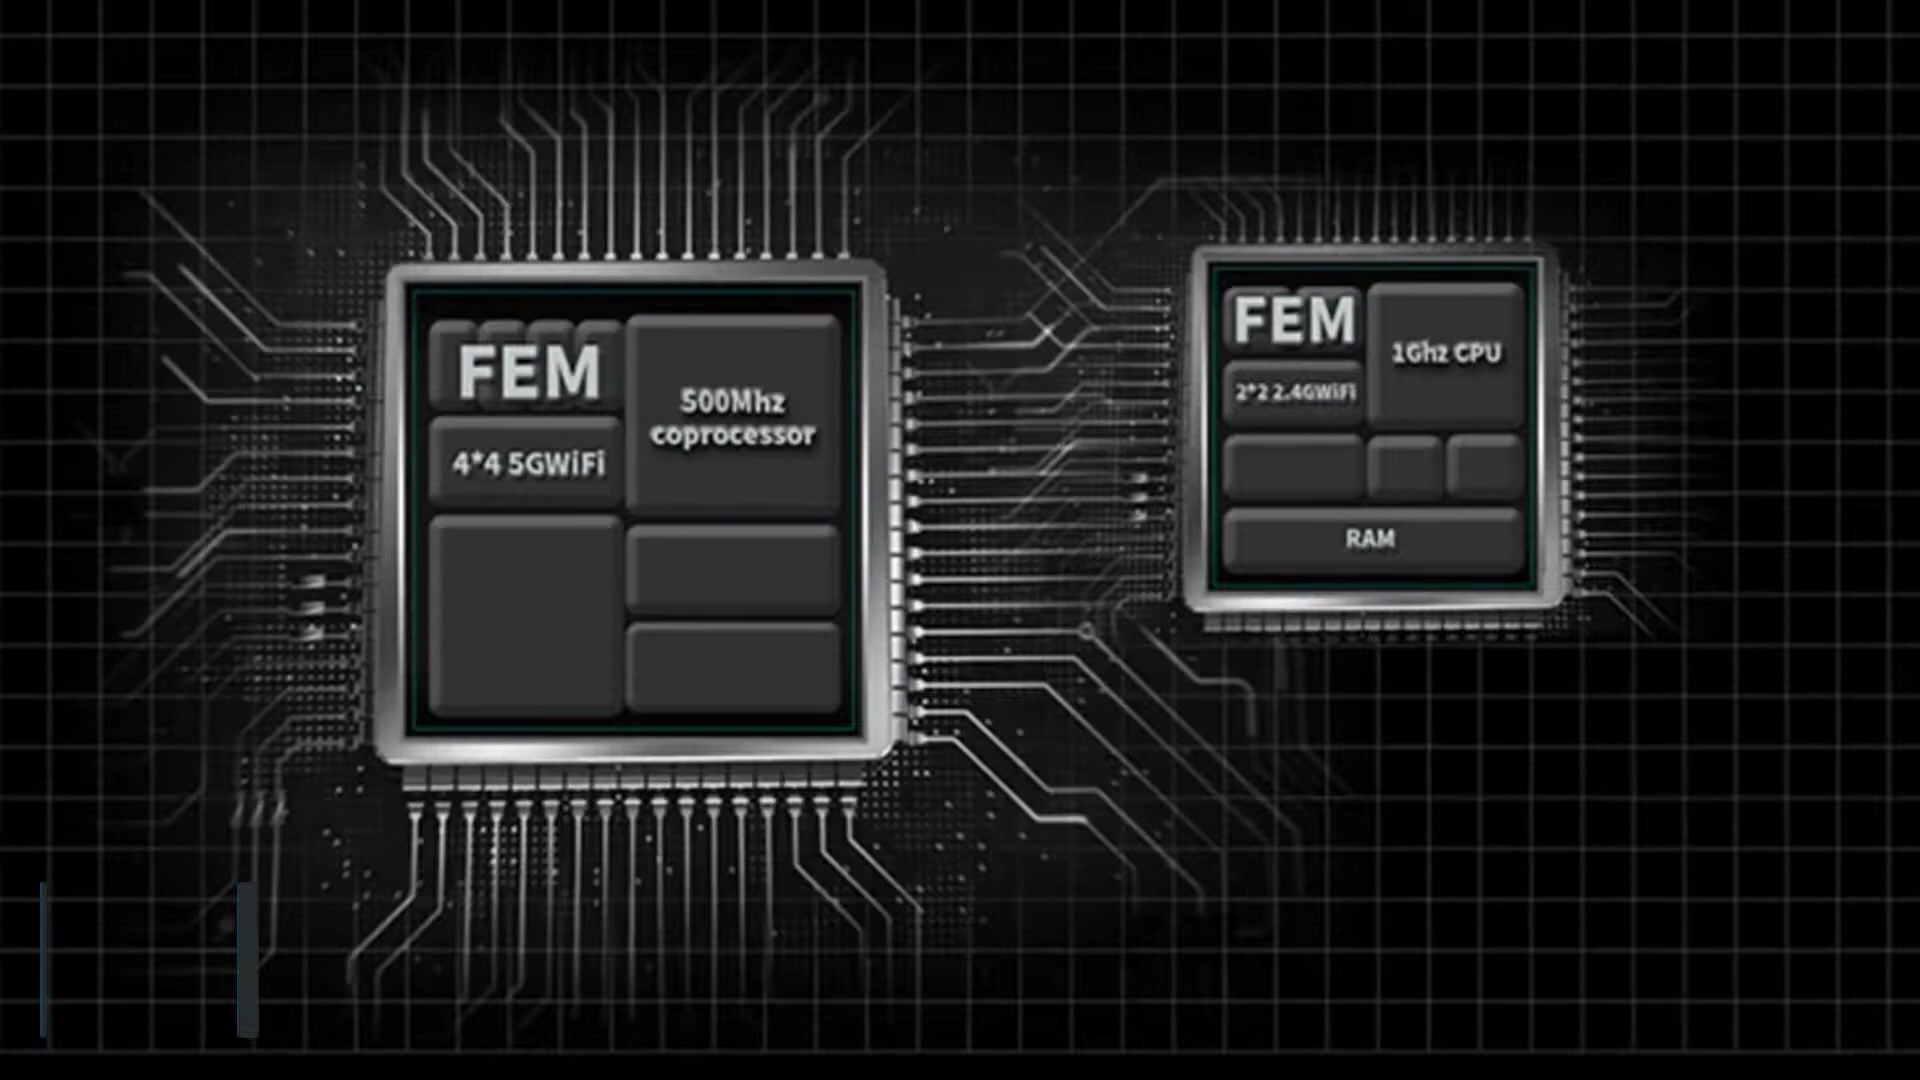 FEM
500Mhz
coprocessor
4*4 5GWiFi
FEM
1Ghz CPU
2*2 2.4GWiFi
RAM